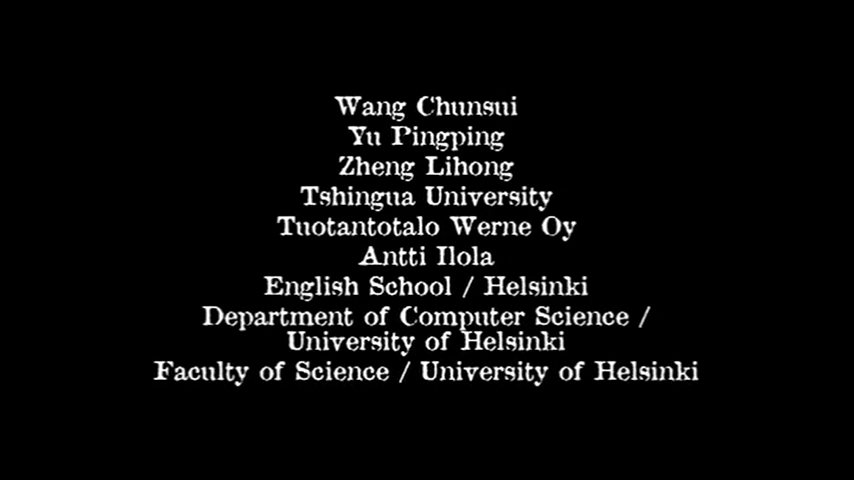 Wang Chunsui
Yu Pingping
Zheng Lihong
Tshingua University
Tuotantotalo Werne Oy
Antti Ilola
English School / Helsinki
Department of Computer Science /
University of Helsinki
Faculty of Science / University of Helsinki